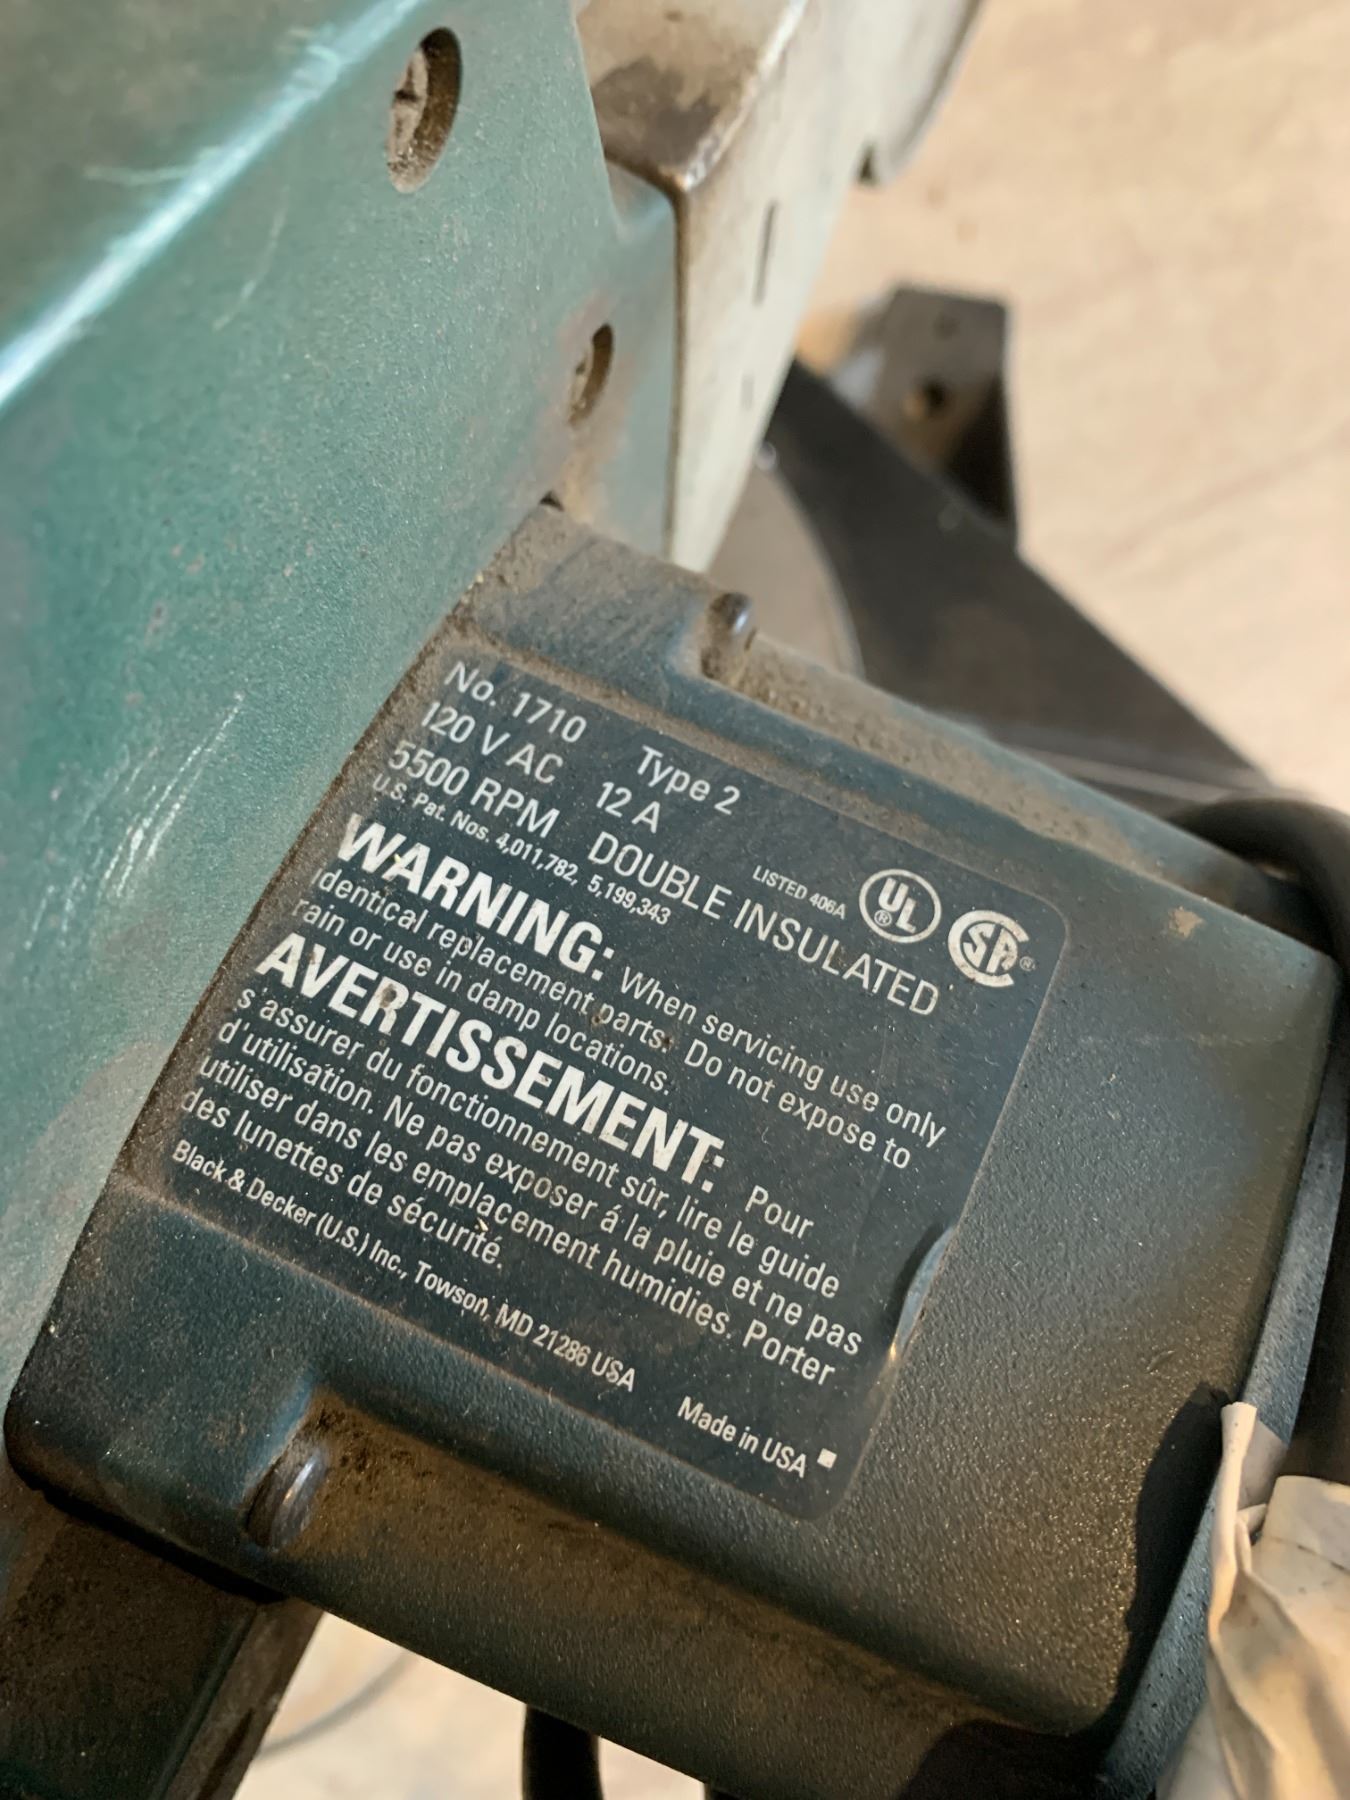 No. 1710 Type 2
120 V AC 12 A
5500 RPM DOUBLE INSULATED
U.S. Pat. Nos. 4,011,782, 5,199,343
LISTED 406A UL ® SA ®
WARNING: When servicing use only
identical replacement parts. Do not expose to
rain or use in damp locations.
AVERTISSEMENT: Pour
s'assurer du fonctionnement sûr, lire le guide
d'utilisation. Ne pas exposer á la pluie et ne pas
utiliser dans les emplacement humidies. Porter
des lunettes de sécurité.
Black & Decker (U.S.) Inc., Towson, MD 21286 USA
Made in USA